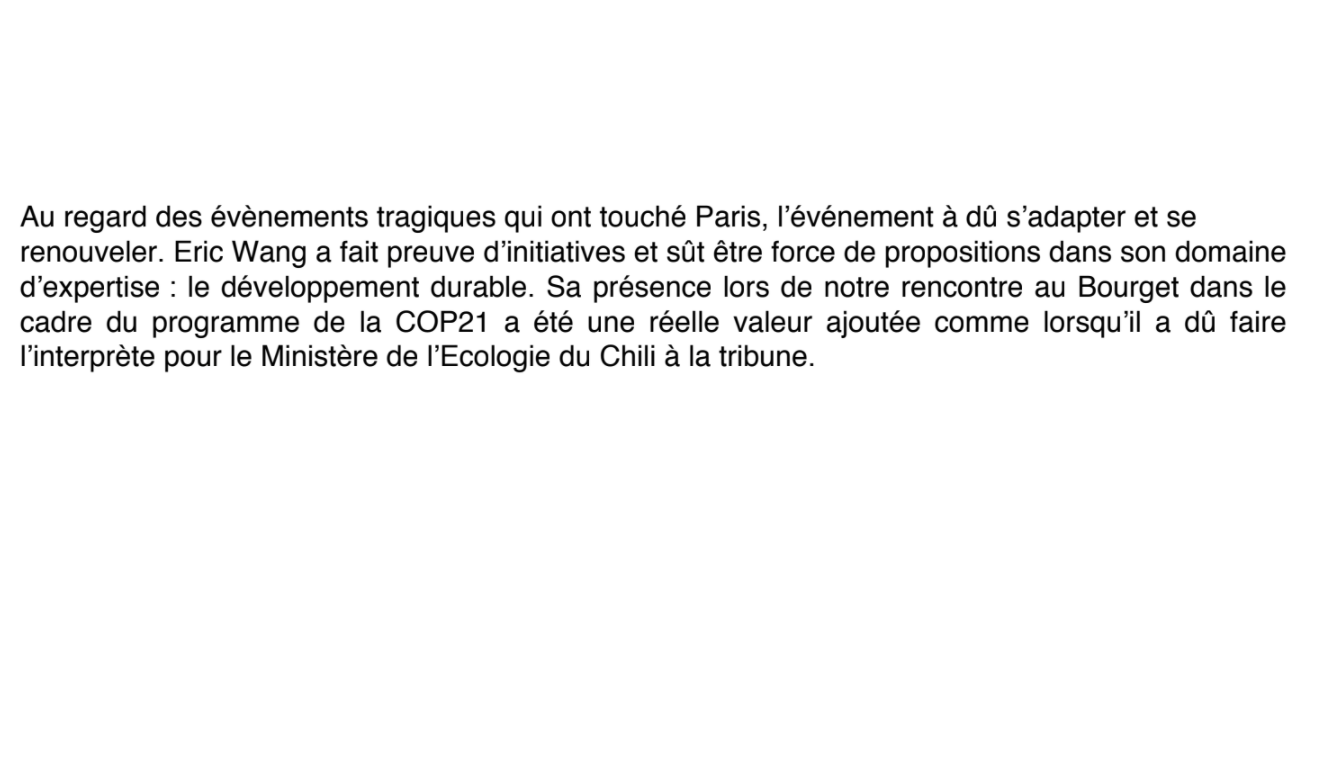 Au regard des évènements tragiques qui ont touché Paris, l’événement à dû s’adapter et se
renouveler. Eric Wang a fait preuve d’initiatives et sût être force de propositions dans son domaine
d’expertise : le développement durable. Sa présence lors de notre rencontre au Bourget dans le
cadre du programme de la COP21 a été une réelle valeur ajoutée comme lorsqu’il a dû faire
l’interprète pour le Ministère de l’Ecologie du Chili à la tribune.